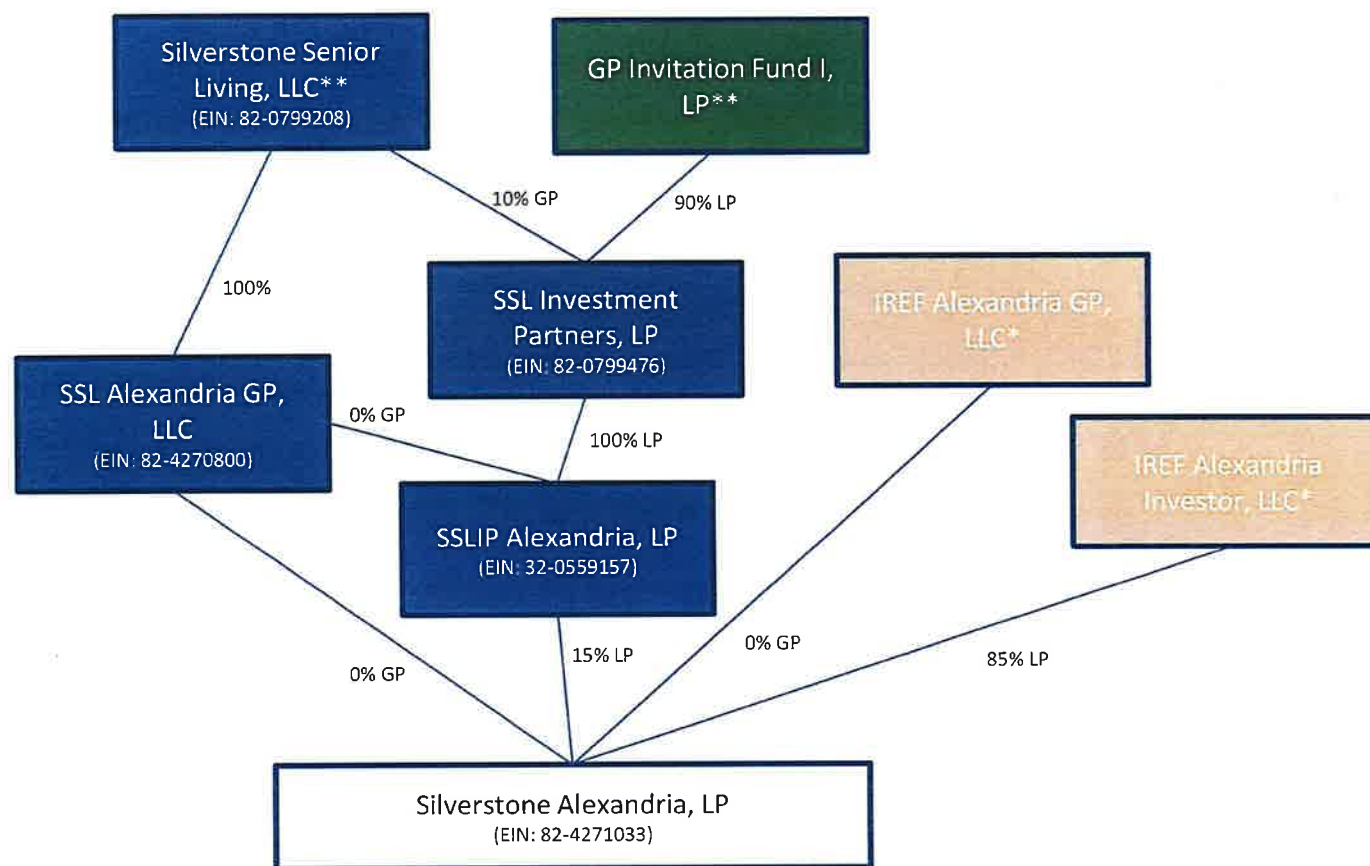 Silverstone Senior
Living, LLC**
(EIN: 82-0799208)
GP Invitation Fund I,
LP**
10% GP
90% LP
100%
SSL Investment
Partners, LP
(EIN: 82-0799476)
IREF Alexandria GP,
LLC*
SSL Alexandria GP,
LLC
(EIN: 82-4270800)
0% GP
100% LP
IREF Alexandria
Investor, LLC*
SSLIP Alexandria, LP
(EIN: 32-0559157)
0% GP
15% LP
0% GP
85% LP
Silverstone Alexandria, LP
(EIN: 82-4271033)